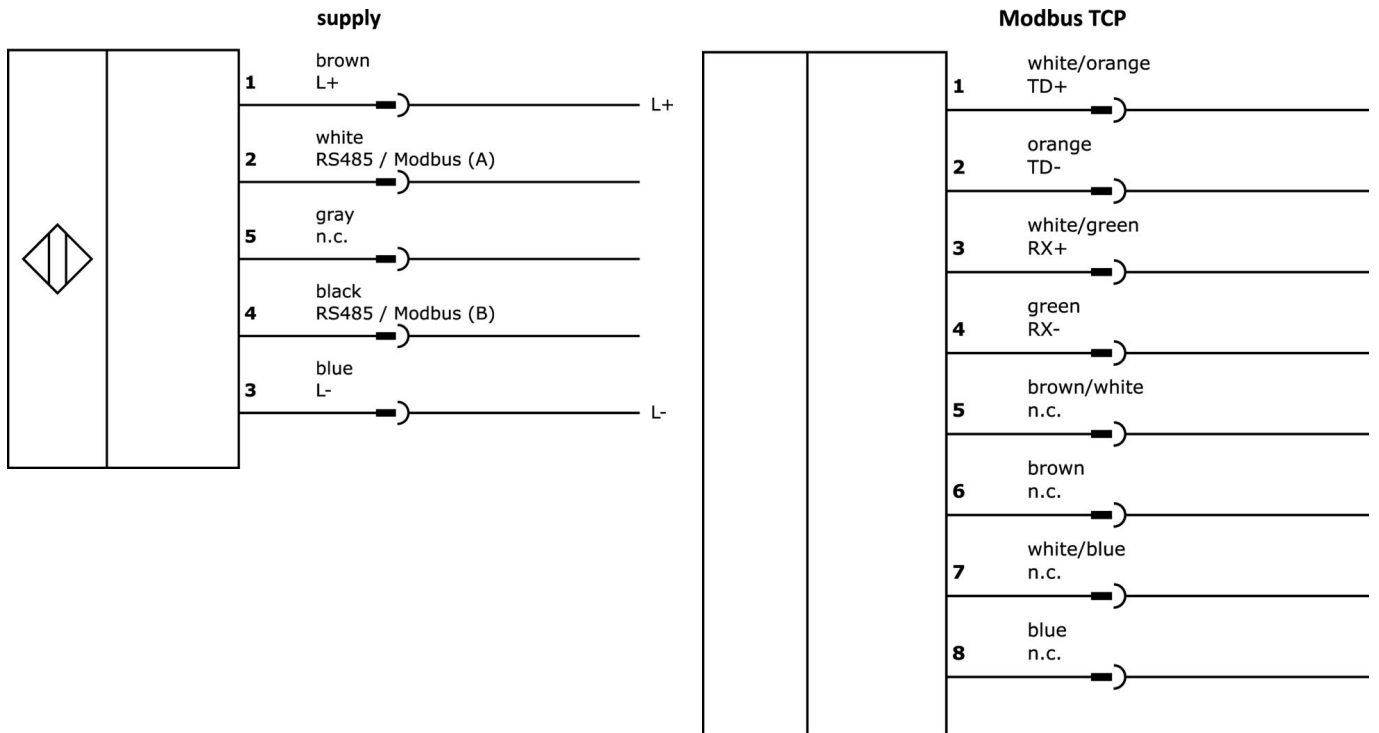 supply
1
brown
L+
L+
2
white
RS485 / Modbus (A)
5
gray
n.c.
4
black
RS485 / Modbus (B)
3
blue
L-
L-
Modbus TCP
1
white/orange
TD+
2
orange
TD-
3
white/green
RX+
4
green
RX-
5
brown/white
n.c.
6
brown
n.c.
7
white/blue
n.c.
8
blue
n.c.